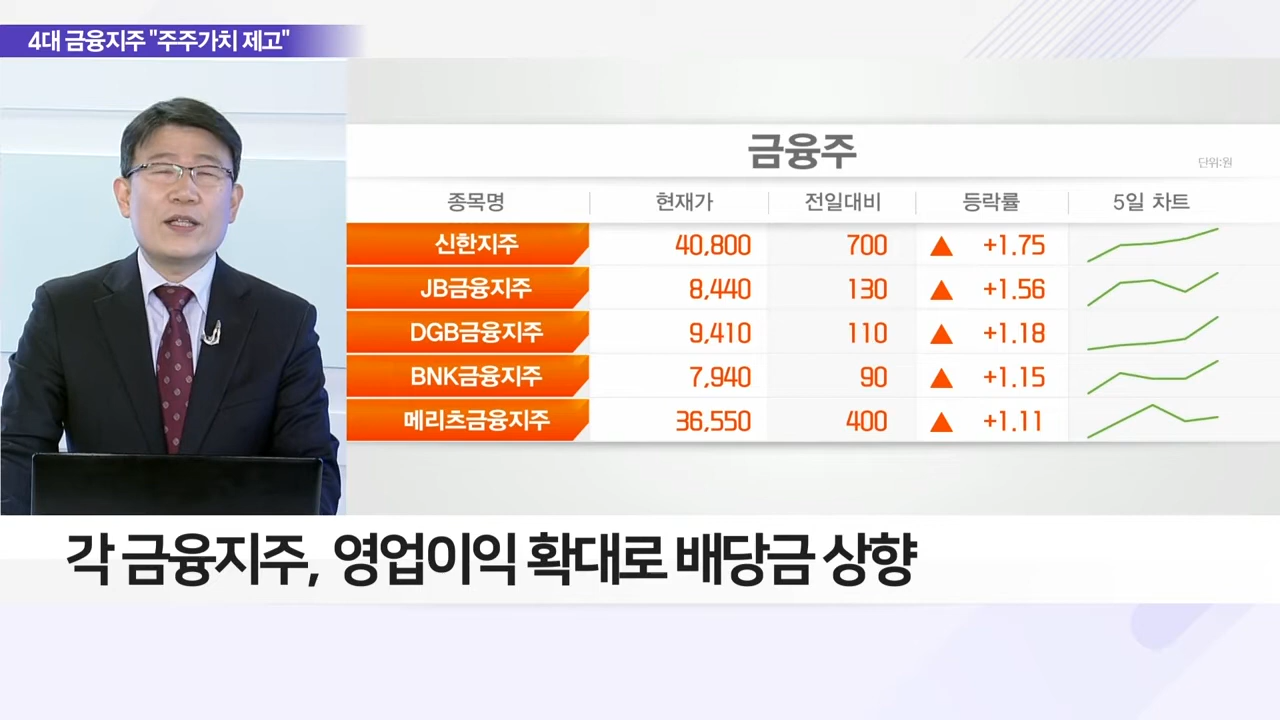 4대 금융지주 "주주가치 제고"
금융주
단위:원
종목명 현재가 전일대비 등락률 5일 차트
신한지주 40,800 700 ▲ +1.75
JB금융지주 8,440 130 ▲ +1.56
DGB금융지주 9,410 110 ▲ +1.18
BNK금융지주 7,940 90 ▲ +1.15
메리츠금융지주 36,550 400 ▲ +1.11
각 금융지주, 영업이익 확대로 배당금 상향